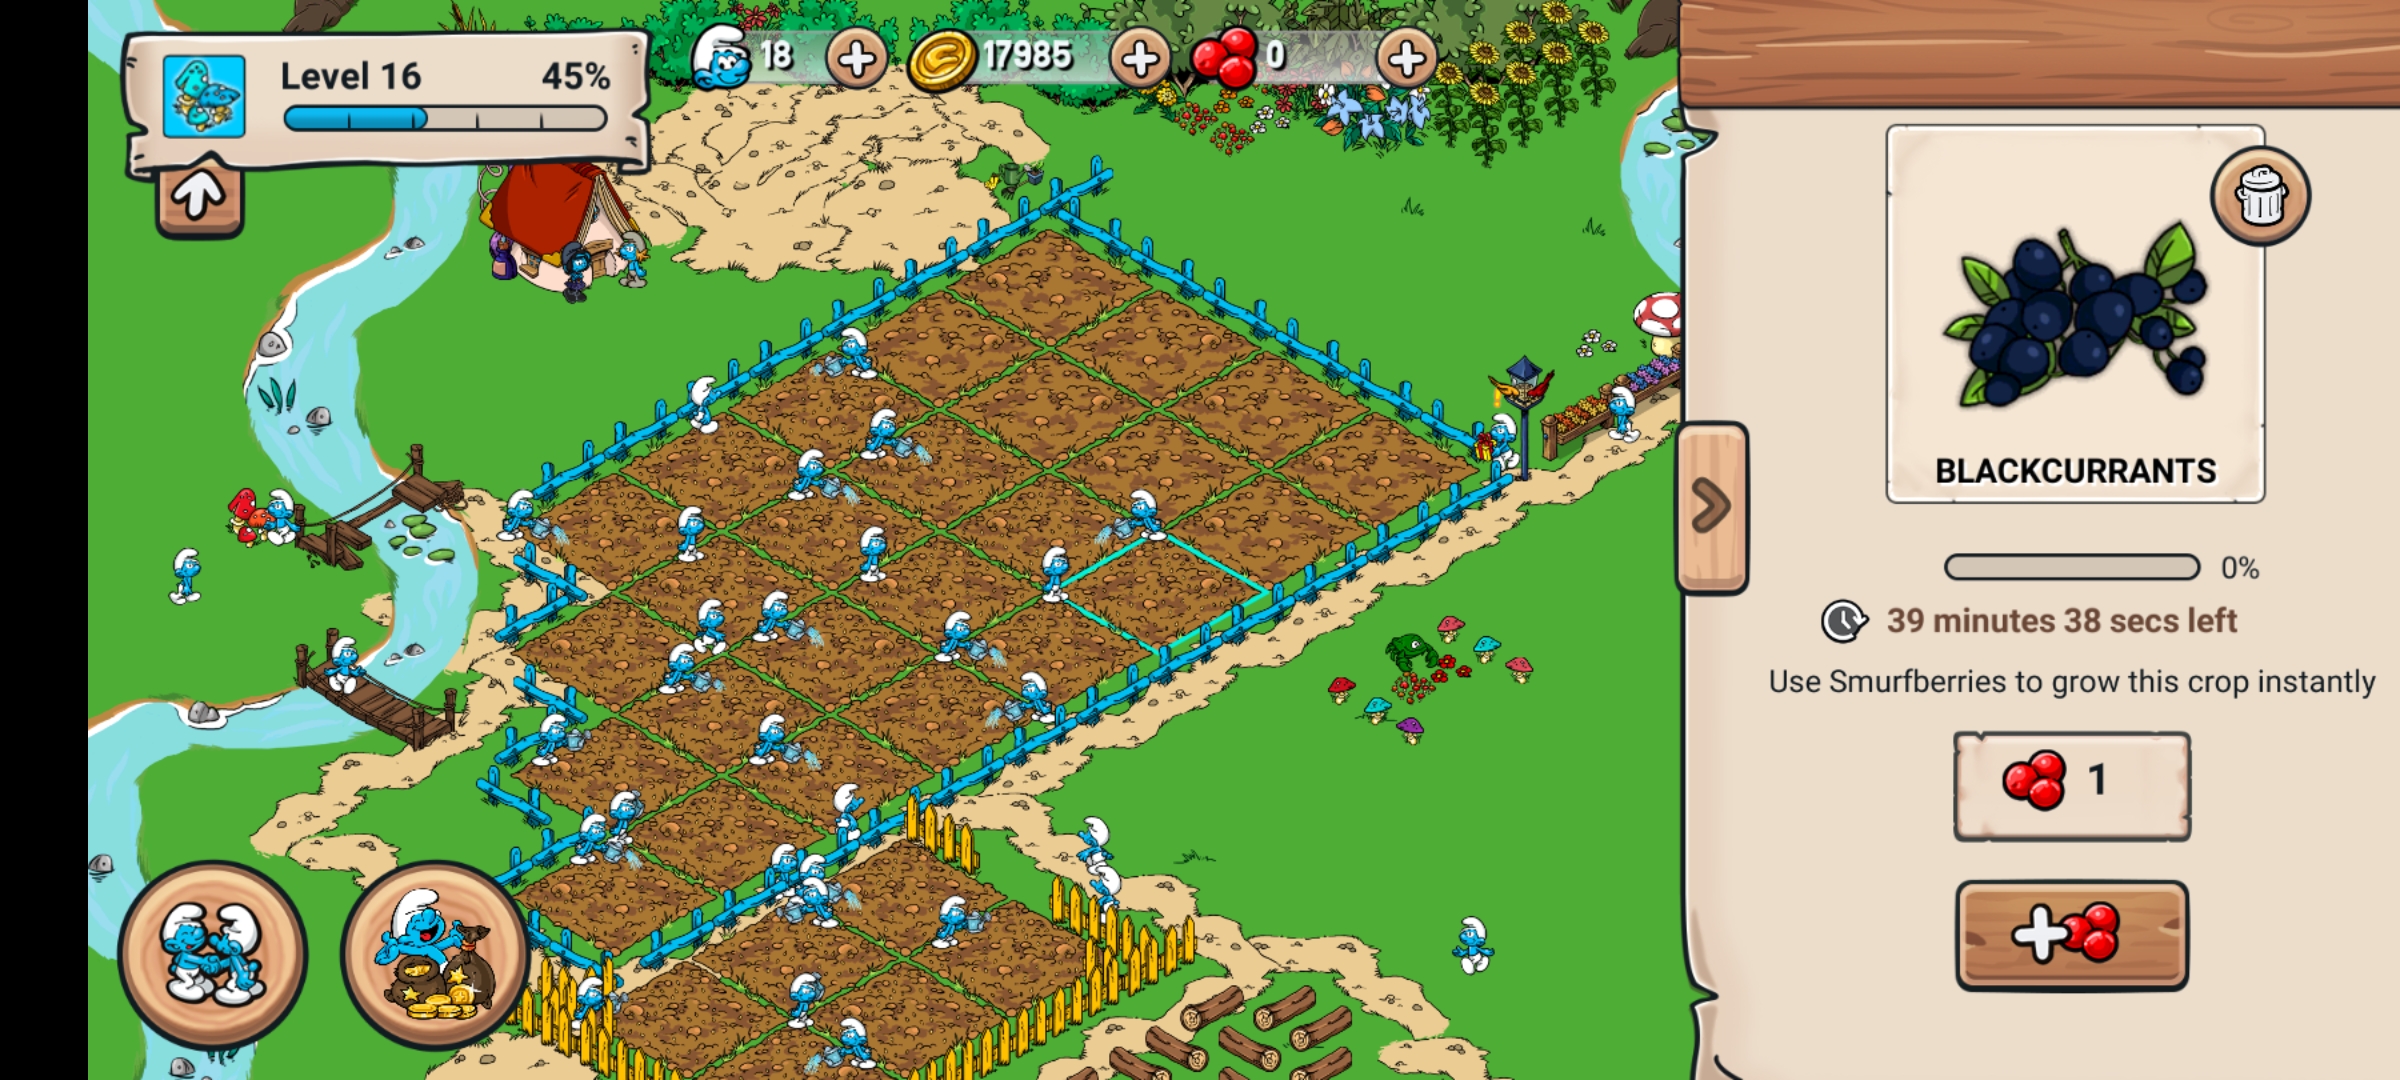 Level 16 45%
18
17985
0
BLACKCURRANTS
0%
39 minutes 38 secs left
Use Smurfberries to grow this crop instantly
1